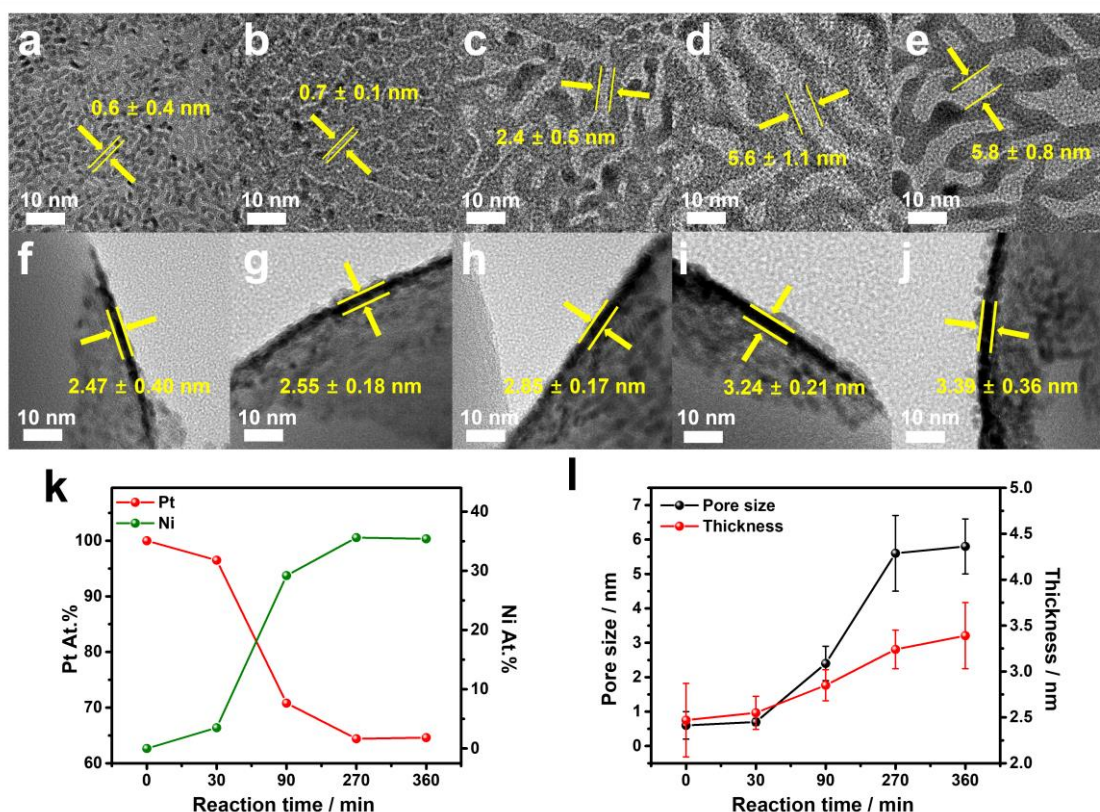 a
0.6 ± 0.4 nm
10 nm
b
0.7 ± 0.1 nm
10 nm
c
2.4 ± 0.5 nm
10 nm
d
5.6 ± 1.1 nm
10 nm
e
5.8 ± 0.8 nm
10 nm
f
2.47 ± 0.40 nm
10 nm
g
2.55 ± 0.18 nm
10 nm
h
2.85 ± 0.17 nm
10 nm
i
3.24 ± 0.21 nm
10 nm
j
3.39 ± 0.36 nm
10 nm
k
Pt
Ni
Pt At.%
100
90
80
70
60
Ni At.%
40
30
20
10
0
0 30 90 270 360
Reaction time / min
l
Pore size
Thickness
Pore size / nm
7
6
5
4
3
2
1
0
Thickness / nm
5.0
4.5
4.0
3.5
3.0
2.5
2.0
0 30 90 270 360
Reaction time / min